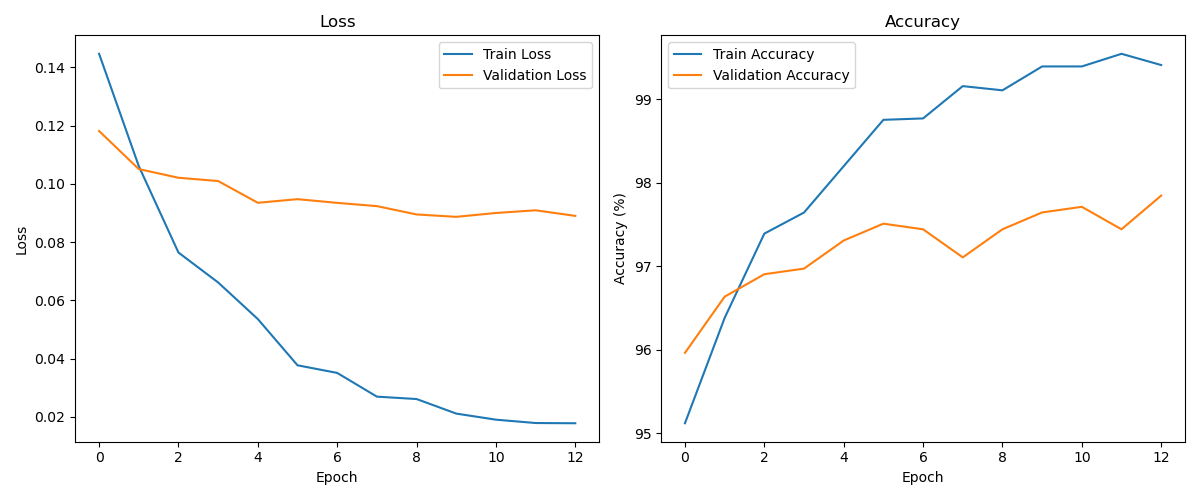 Loss
Train Loss
Validation Loss
0.14
0.12
0.10
0.08
0.06
0.04
0.02
Loss
0 2 4 6 8 10 12
Epoch
Accuracy
Train Accuracy
Validation Accuracy
99
98
97
96
95
Accuracy (%)
0 2 4 6 8 10 12
Epoch